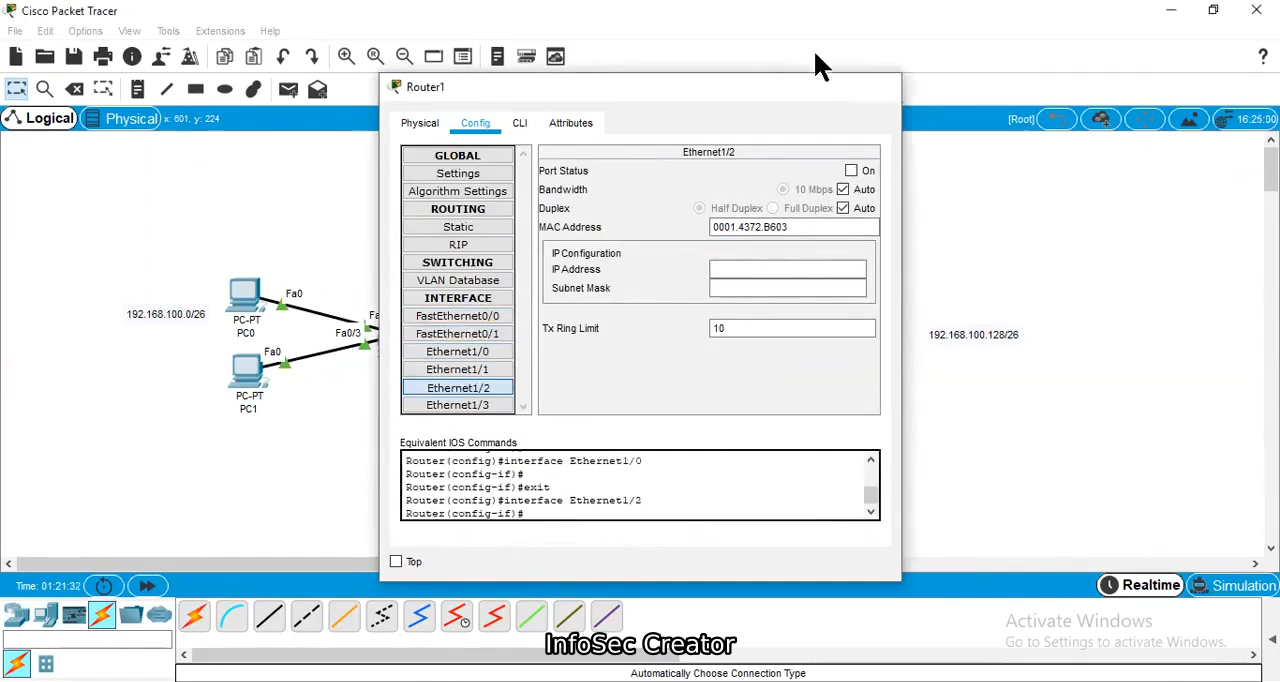 Cisco Packet Tracer
File Edit Options View Tools Extensions Help
?
Logical Physical x: 601, y: 224
[Root] 16:25:00
Router1
Physical Config CLI Attributes
GLOBAL
Settings
Algorithm Settings
ROUTING
Static
RIP
SWITCHING
VLAN Database
INTERFACE
FastEthernet0/0
FastEthernet0/1
Ethernet1/0
Ethernet1/1
Ethernet1/2
Ethernet1/3
Ethernet1/2
Port Status On
Bandwidth 10 Mbps Auto
Duplex Half Duplex Full Duplex Auto
MAC Address 0001.4372.B603
IP Configuration
IP Address
Subnet Mask
Tx Ring Limit 10
Equivalent IOS Commands
Router(config)#interface Ethernet1/0
Router(config-if)#
Router(config-if)#exit
Router(config-if)#interface Ethernet1/2
Router(config-if)#
Top
192.168.100.0/26
PC-PT
PC0
Fa0
Fa0/3
Fa0
PC-PT
PC1
192.168.100.128/26
Time: 01:21:32
Realtime Simulation
Activate Windows
Go to Settings to activate Windows.
InfoSec Creator
Automatically Choose Connection Type